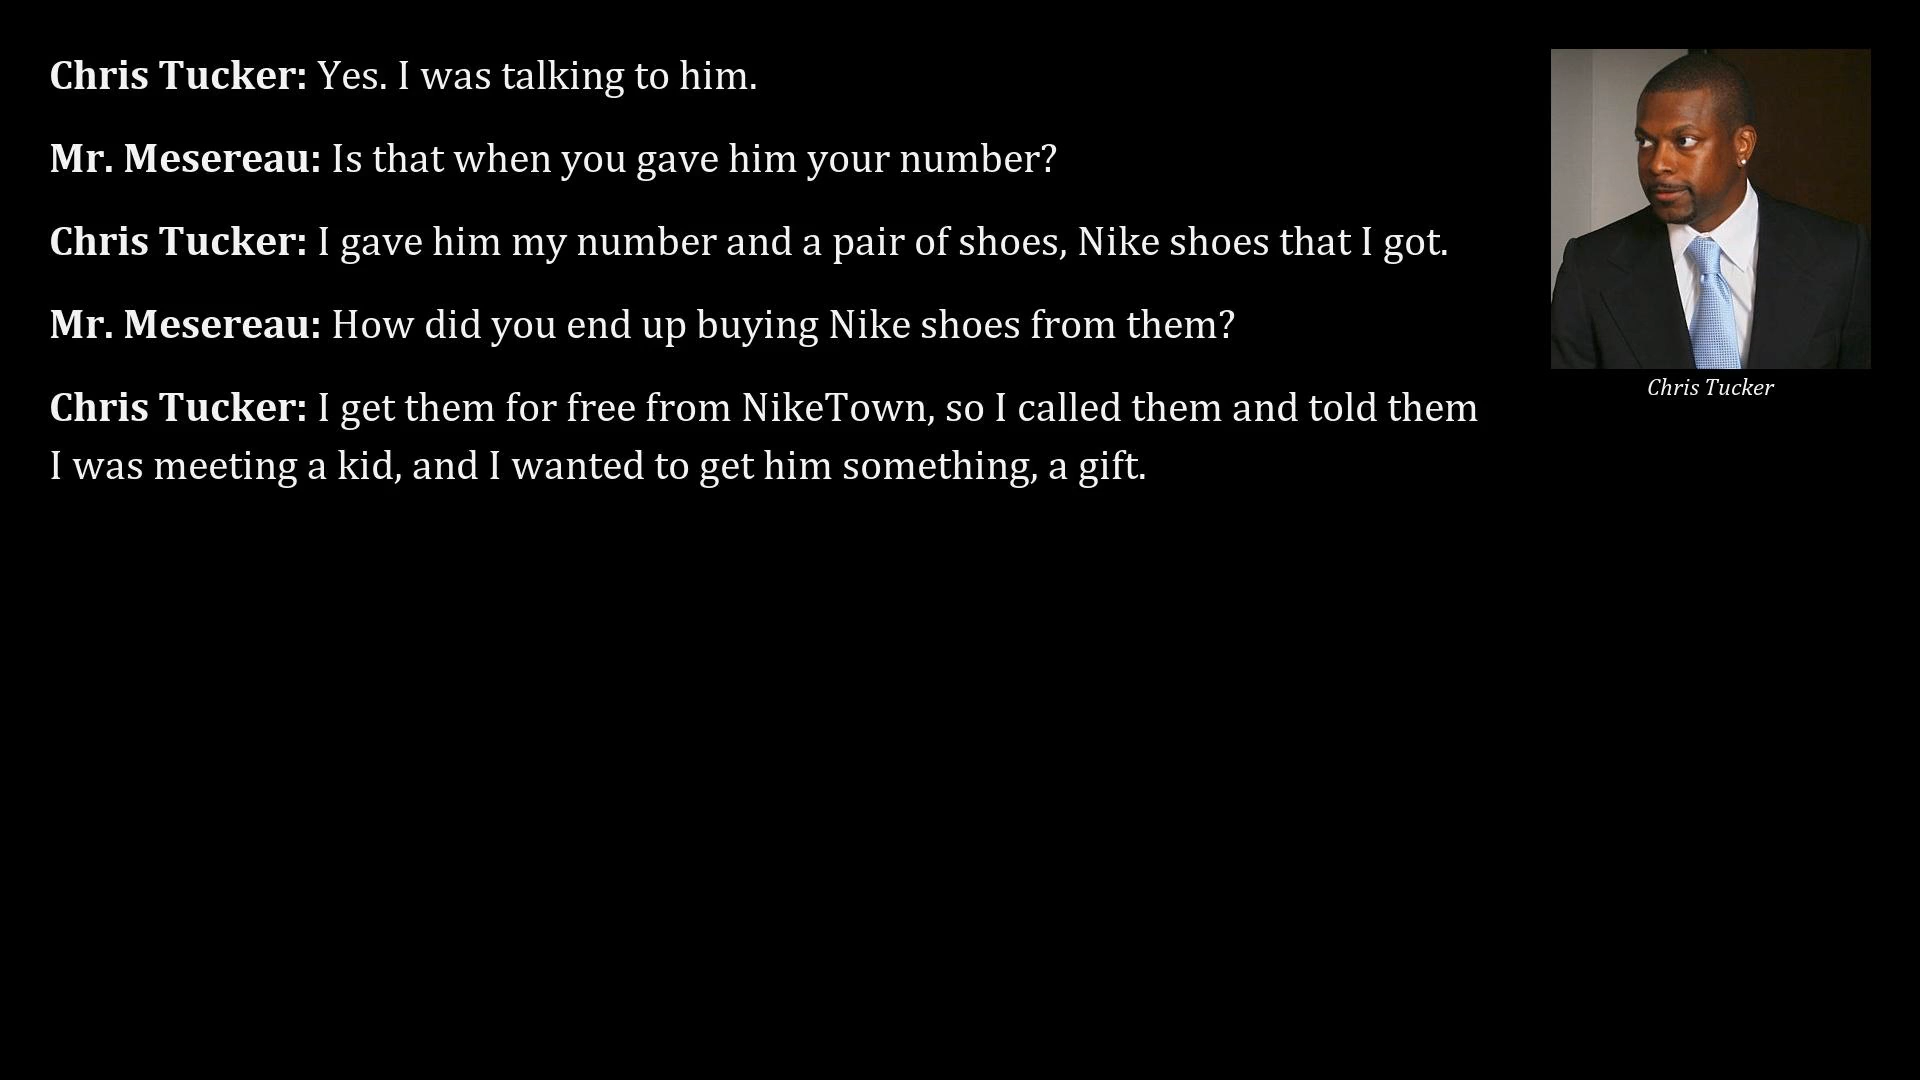 Chris Tucker: Yes. I was talking to him.
Mr. Mesereau: Is that when you gave him your number?
Chris Tucker: I gave him my number and a pair of shoes, Nike shoes that I got.
Mr. Mesereau: How did you end up buying Nike shoes from them?
Chris Tucker: I get them for free from NikeTown, so I called them and told them
I was meeting a kid, and I wanted to get him something, a gift.
Chris Tucker